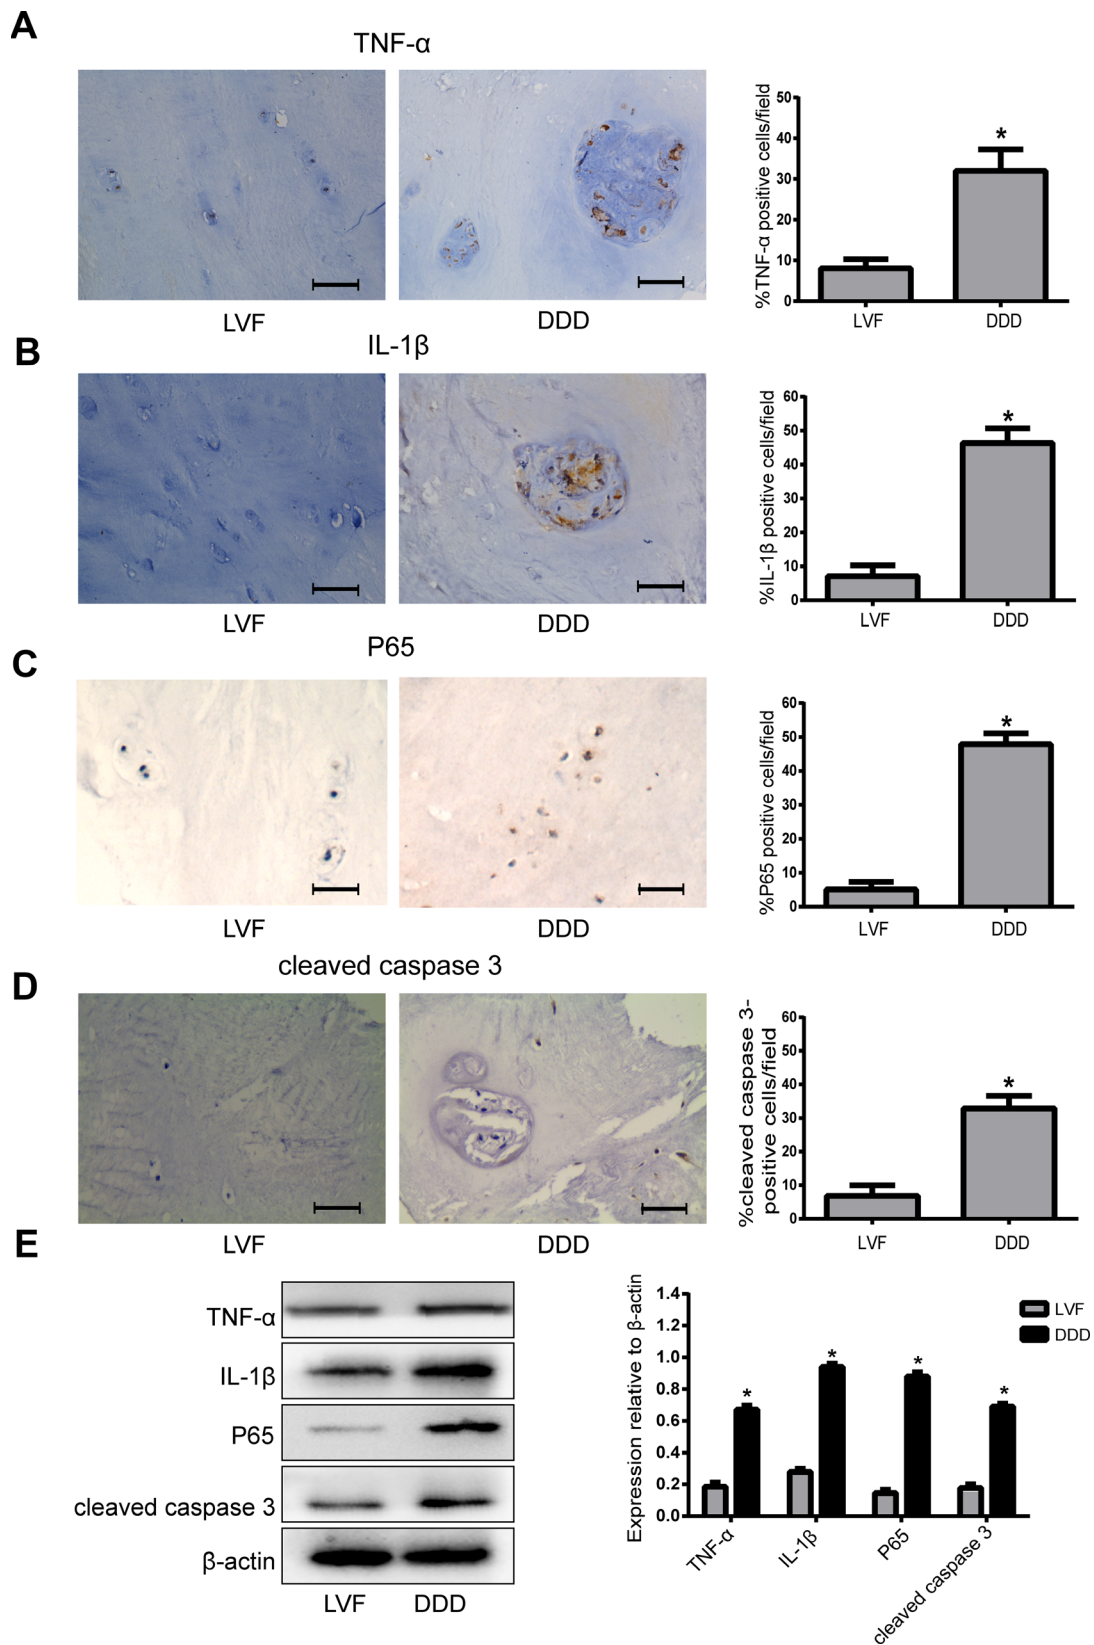 A
TNF-α
LVF
DDD
%TNF-α positive cells/field
50
40
30
20
10
0
*
LVF
DDD
B
IL-1β
LVF
DDD
%IL-1β positive cells/field
60
50
40
30
20
10
0
*
LVF
DDD
C
P65
LVF
DDD
%P65 positive cells/field
60
50
40
30
20
10
0
*
LVF
DDD
D
cleaved caspase 3
LVF
DDD
%cleaved caspase 3-
positive cells/field
60
50
40
30
20
10
0
*
LVF
DDD
E
TNF-α
IL-1β
P65
cleaved caspase 3
β-actin
LVF
DDD
Expression relative to β-actin
1.4
1.2
1.0
0.8
0.6
0.4
0.2
0.0
*
*
*
*
TNF-α
IL-1β
P65
cleaved caspase 3
LVF
DDD